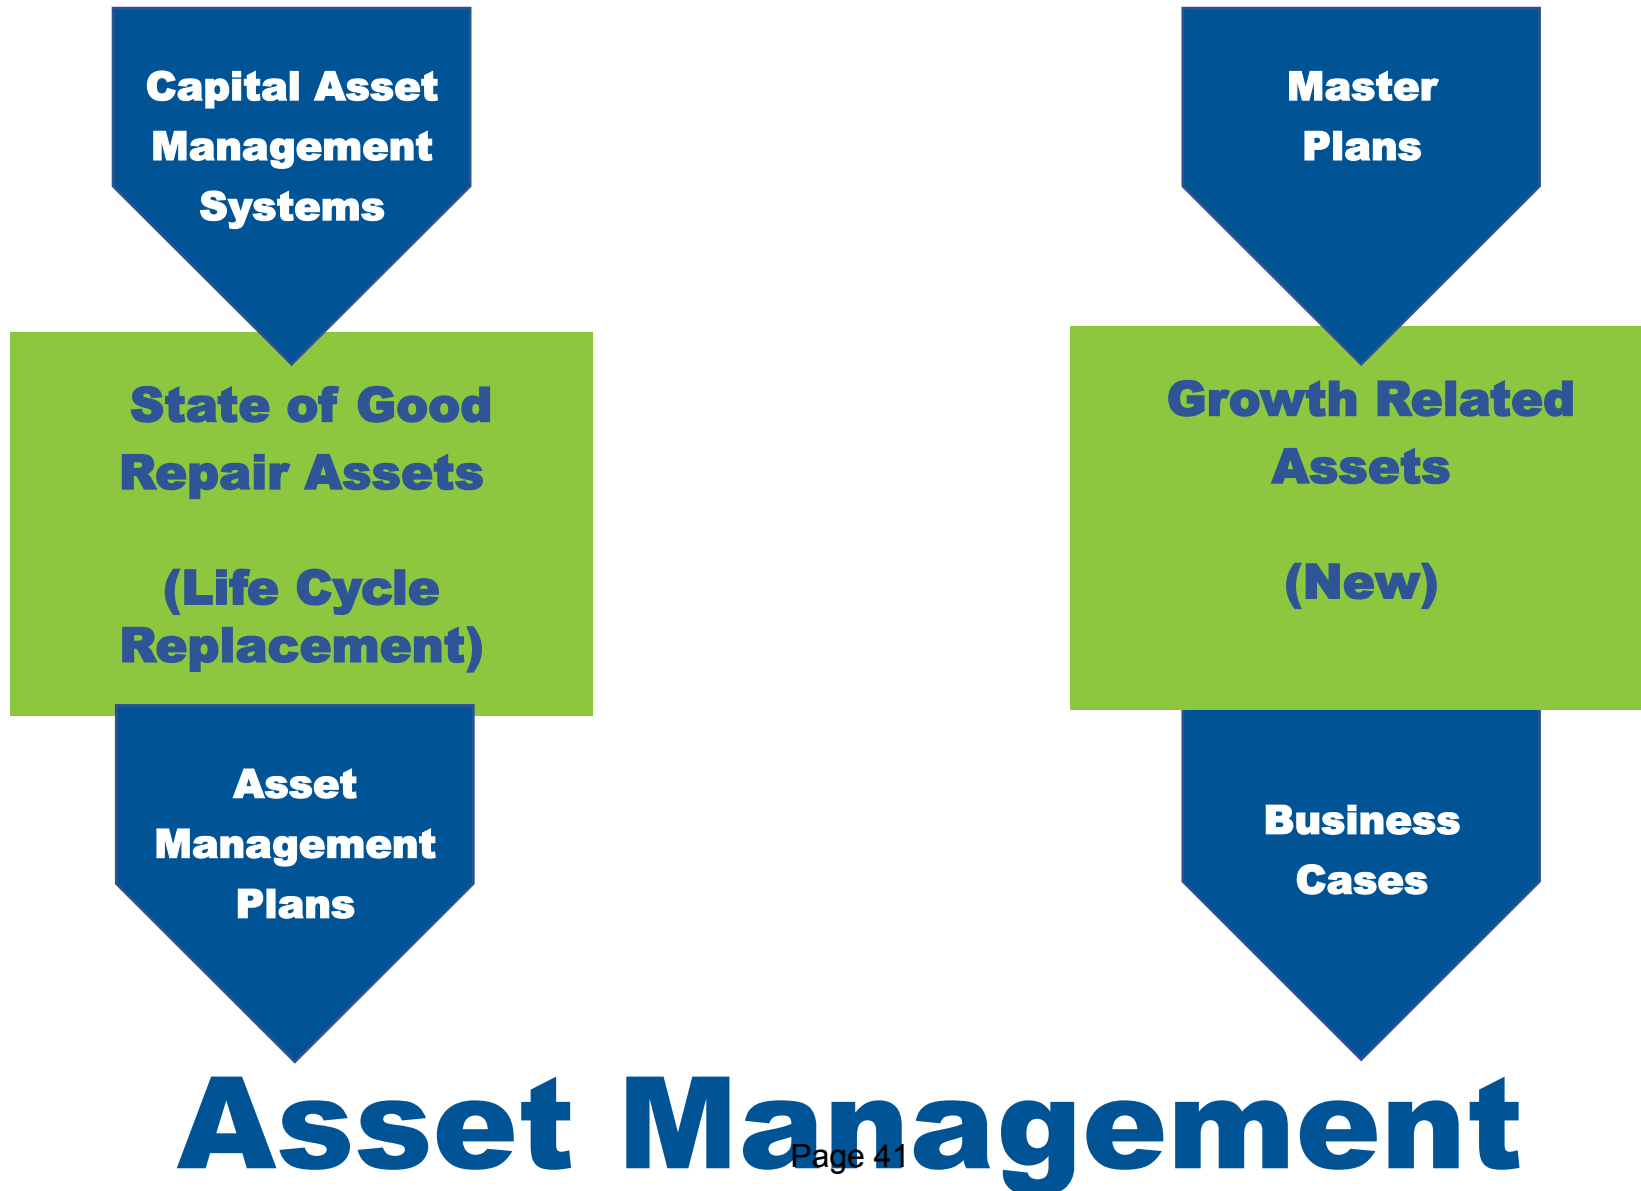 Capital Asset
Management
Systems
State of Good
Repair Assets
(Life Cycle
Replacement)
Asset
Management
Plans
Master
Plans
Growth Related
Assets
(New)
Business
Cases
Asset Management
Page 41